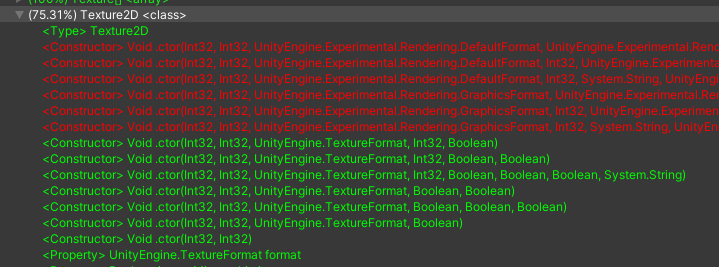 (100%) Texture[] <array>
(75.31%) Texture2D <class>
<Type> Texture2D
<Constructor> Void .ctor(Int32, Int32, UnityEngine.Experimental.Rendering.DefaultFormat, UnityEngine.Experimental.Rend
<Constructor> Void .ctor(Int32, Int32, UnityEngine.Experimental.Rendering.DefaultFormat, Int32, UnityEngine.Experimenta
<Constructor> Void .ctor(Int32, Int32, UnityEngine.Experimental.Rendering.DefaultFormat, Int32, System.String, UnityEng
<Constructor> Void .ctor(Int32, Int32, UnityEngine.Experimental.Rendering.GraphicsFormat, UnityEngine.Experimental.Re
<Constructor> Void .ctor(Int32, Int32, UnityEngine.Experimental.Rendering.GraphicsFormat, Int32, UnityEngine.Experime
<Constructor> Void .ctor(Int32, Int32, UnityEngine.Experimental.Rendering.GraphicsFormat, Int32, System.String, UnityEn
<Constructor> Void .ctor(Int32, Int32, UnityEngine.TextureFormat, Int32, Boolean)
<Constructor> Void .ctor(Int32, Int32, UnityEngine.TextureFormat, Int32, Boolean, Boolean)
<Constructor> Void .ctor(Int32, Int32, UnityEngine.TextureFormat, Int32, Boolean, Boolean, Boolean, System.String)
<Constructor> Void .ctor(Int32, Int32, UnityEngine.TextureFormat, Boolean, Boolean)
<Constructor> Void .ctor(Int32, Int32, UnityEngine.TextureFormat, Boolean, Boolean, Boolean)
<Constructor> Void .ctor(Int32, Int32, UnityEngine.TextureFormat, Boolean)
<Constructor> Void .ctor(Int32, Int32)
<Property> UnityEngine.TextureFormat format